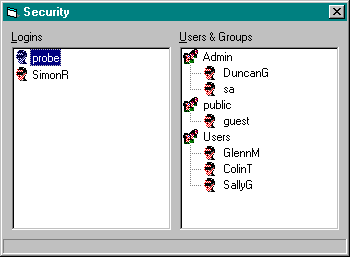 Security
Logins
probe
SimonR
Users & Groups
Admin
DuncanG
sa
public
guest
Users
GlennM
ColinT
SallyG